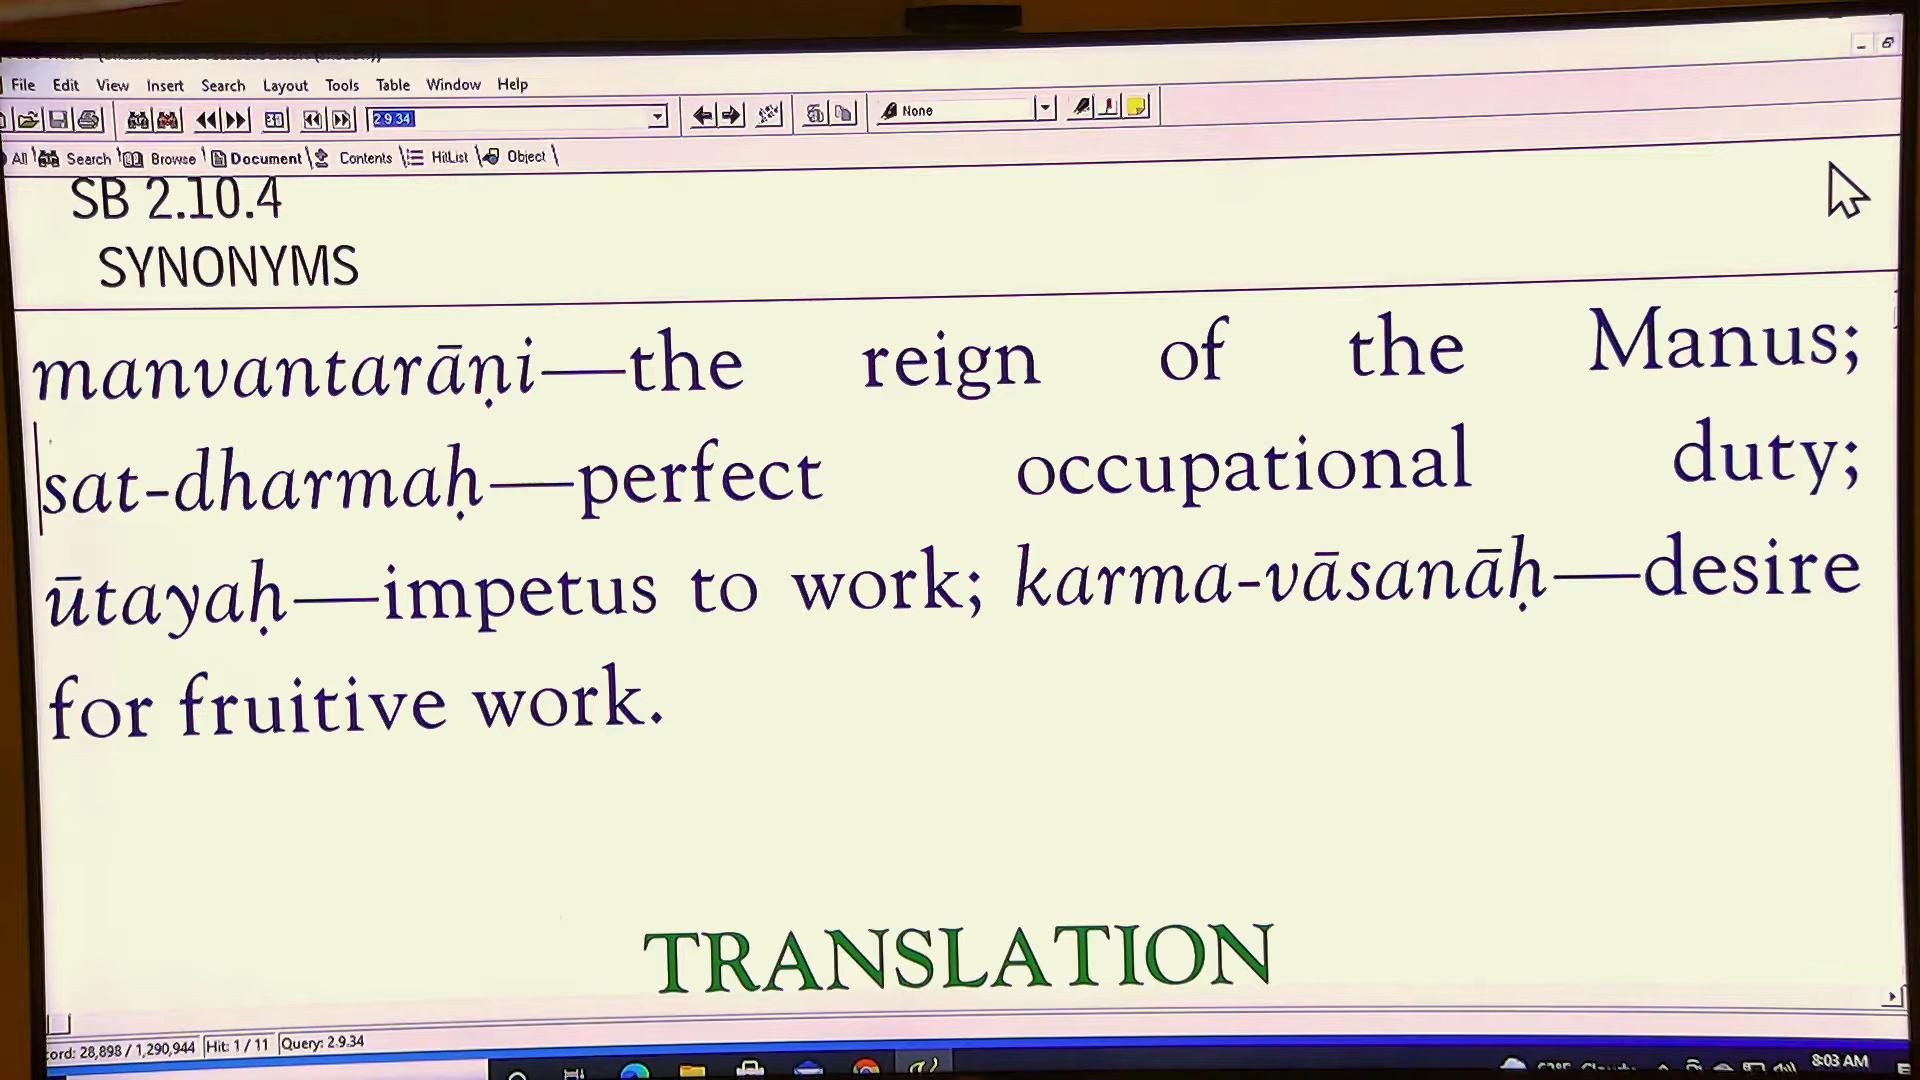 File Edit View Insert Search Layout Tools Table Window Help
2.9.34 None
All Search Browse Document Contents HitList Object
SB 2.10.4
SYNONYMS
manvantarāṇi—the reign of the Manus;
sat-dharmaḥ—perfect occupational duty;
ūtayaḥ—impetus to work; karma-vāsanāḥ—desire
for fruitive work.
TRANSLATION
ord: 28,898 / 1,290,944 Hit: 1 / 11 Query: 2.9.34
8:03 AM